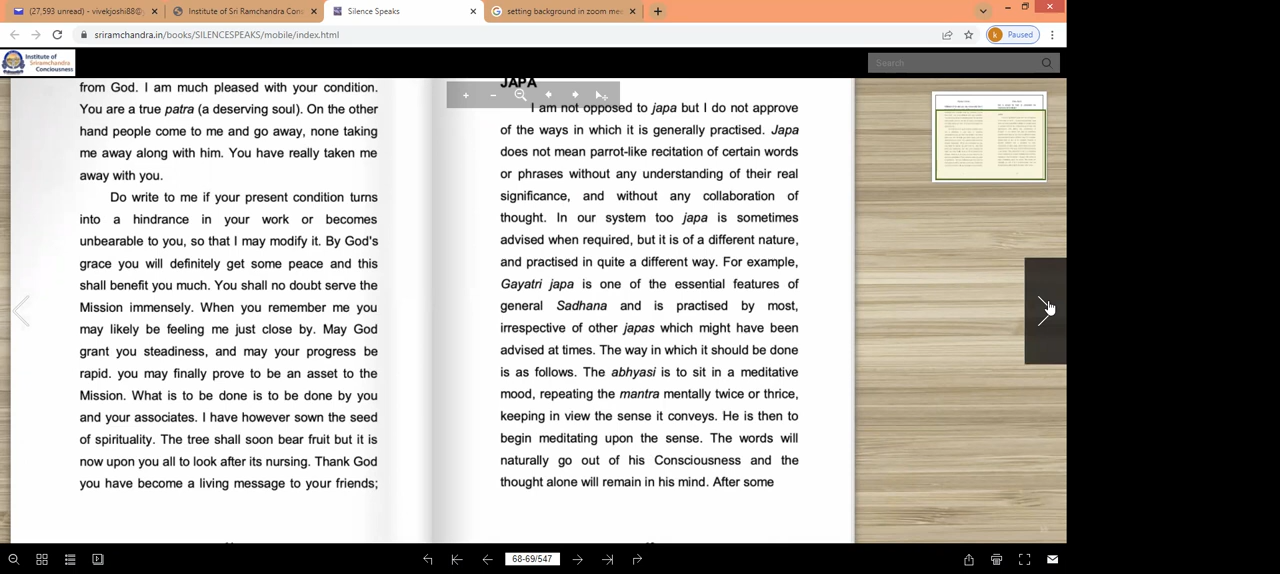 (27,593 unread) - vivekjoshi88@
Institute of Sri Ramchandra Con
Silence Speaks
setting background in zoom me
sriramchandra.in/books/SILENCESPEAKS/mobile/index.html
k
Paused
Institute of
Sriramchandra
Conciousness
Search
from God. I am much pleased with your condition.
You are a true patra (a deserving soul). On the other
hand people come to me and go away, none taking
me away along with him. You have really taken me
away with you.
Do write to me if your present condition turns
into a hindrance in your work or becomes
unbearable to you, so that I may modify it. By God's
grace you will definitely get some peace and this
shall benefit you much. You shall no doubt serve the
Mission immensely. When you remember me you
may likely be feeling me just close by. May God
grant you steadiness, and may your progress be
rapid. you may finally prove to be an asset to the
Mission. What is to be done is to be done by you
and your associates. I have however sown the seed
of spirituality. The tree shall soon bear fruit but it is
now upon you all to look after its nursing. Thank God
you have become a living message to your friends;
JAPA
I am not opposed to japa but I do not approve
of the ways in which it is generally practised. Japa
does not mean parrot-like recitation of certain words
or phrases without any understanding of their real
significance, and without any collaboration of
thought. In our system too japa is sometimes
advised when required, but it is of a different nature,
and practised in quite a different way. For example,
Gayatri japa is one of the essential features of
general Sadhana and is practised by most,
irrespective of other japas which might have been
advised at times. The way in which it should be done
is as follows. The abhyasi is to sit in a meditative
mood, repeating the mantra mentally twice or thrice,
keeping in view the sense it conveys. He is then to
begin meditating upon the sense. The words will
naturally go out of his Consciousness and the
thought alone will remain in his mind. After some
68-69/547